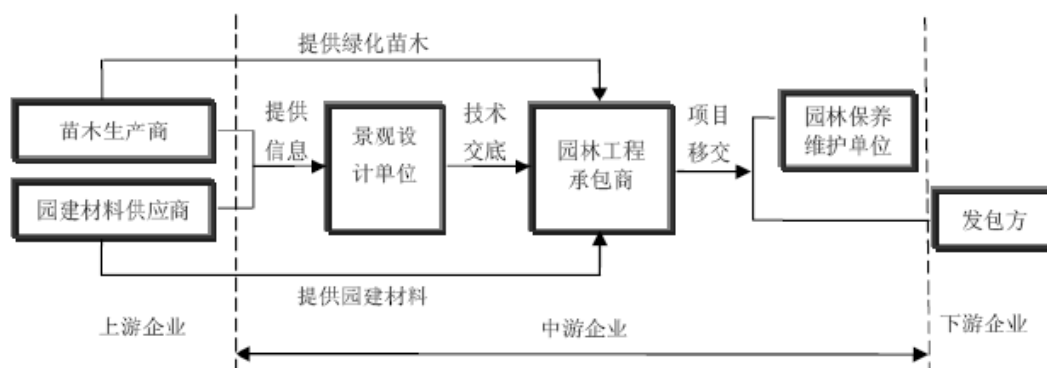 提供绿化苗木
苗木生产商
提供
信息
景观设
计单位
技术
交底
园林工程
承包商
项目
移交
园林保养
维护单位
园建材料供应商
发包方
提供园建材料
上游企业
中游企业
下游企业